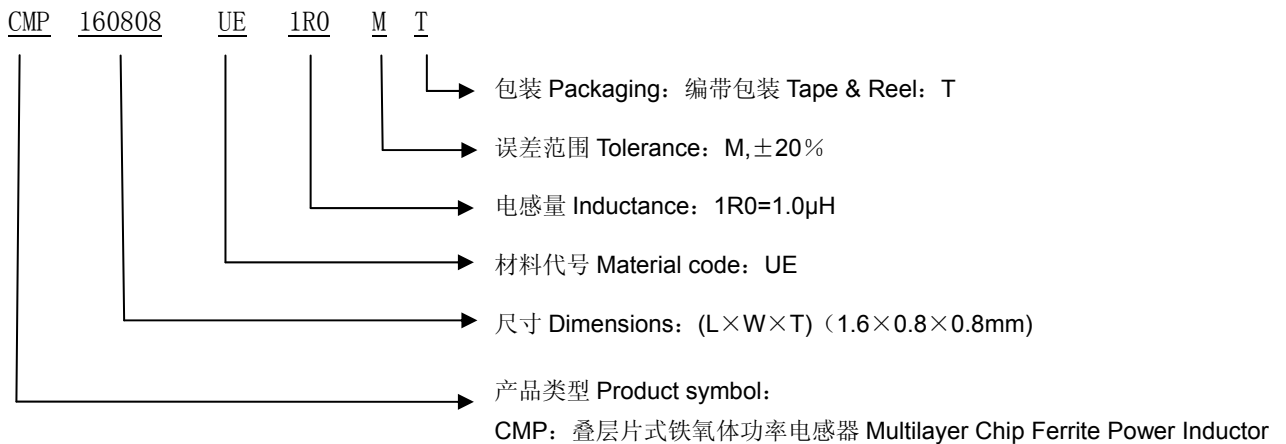 CMP 160808 UE 1R0 M T
包装 Packaging：编带包装 Tape & Reel：T
误差范围 Tolerance：M,±20％
电感量 Inductance：1R0=1.0μH
材料代号 Material code：UE
尺寸 Dimensions：(L×W×T)（1.6×0.8×0.8mm)
产品类型 Product symbol：
CMP：叠层片式铁氧体功率电感器 Multilayer Chip Ferrite Power Inductor